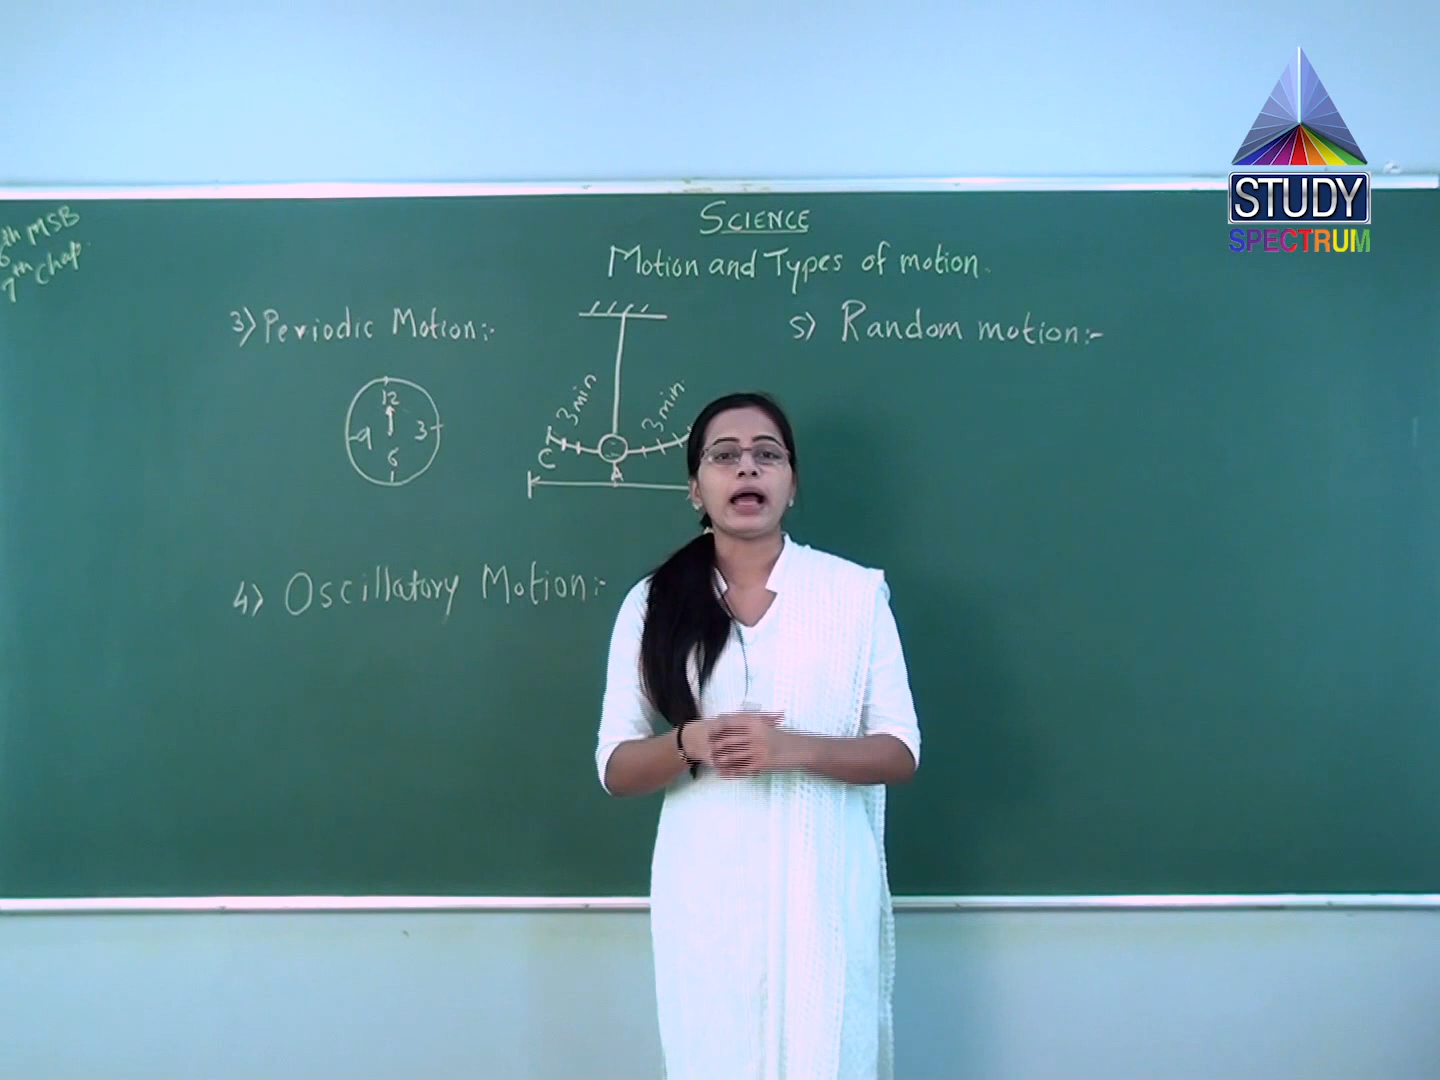 6th MSB
7th Chap.
SCIENCE
Motion and Types of motion.
3) Periodic Motion:-
12
9
3
6
3min
3min
C
A
4) Oscillatory Motion:-
5) Random motion:-
STUDY
SPECTRUM